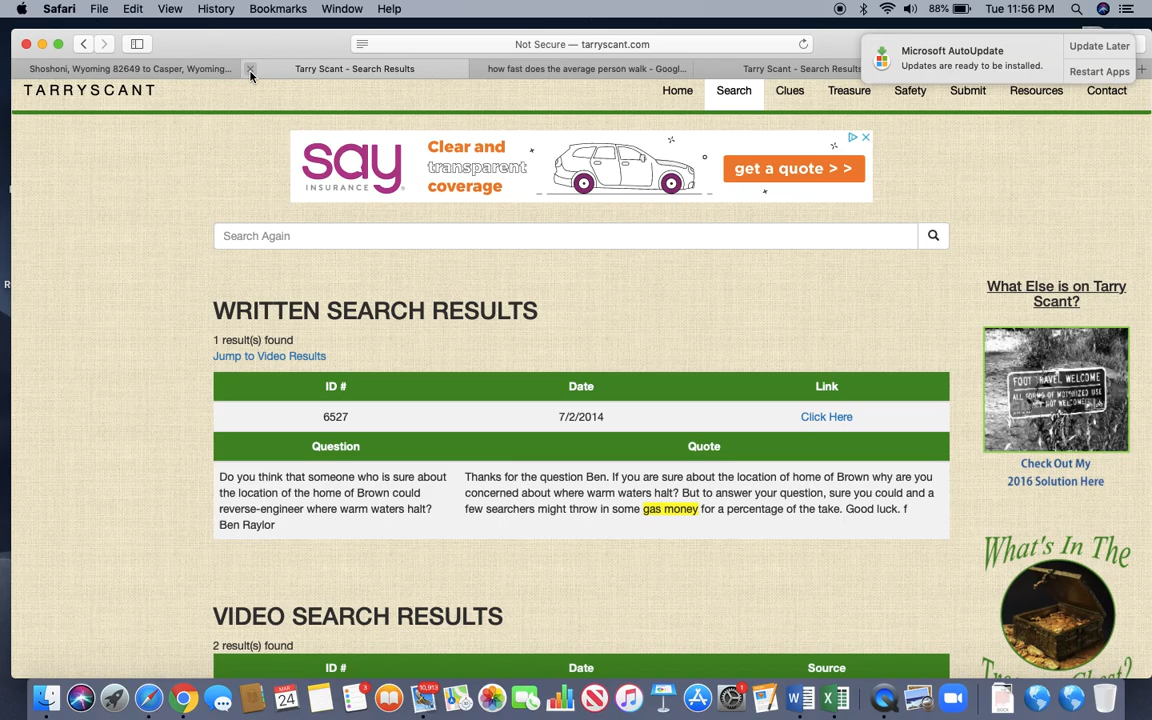 Safari File Edit View History Bookmarks Window Help 88% Tue 11:56 PM
Not Secure — tarryscant.com
Microsoft AutoUpdate
Updates are ready to be installed.
Update Later
Restart Apps
Shoshoni, Wyoming 82649 to Casper, Wyoming... Tarry Scant - Search Results how fast does the average person walk - Googl... Tarry Scant - Search Results
TARRYSCANT Home Search Clues Treasure Safety Submit Resources Contact
say
INSURANCE
Clear and
transparent
coverage
get a quote > >
Search Again
WRITTEN SEARCH RESULTS
1 result(s) found
Jump to Video Results
ID # Date Link
6527 7/2/2014 Click Here
Question Quote
Do you think that someone who is sure about
the location of the home of Brown could
reverse-engineer where warm waters halt?
Ben Raylor
Thanks for the question Ben. If you are sure about the location of home of Brown why are you
concerned about where warm waters halt? But to answer your question, sure you could and a
few searchers might throw in some gas money for a percentage of the take. Good luck. f
VIDEO SEARCH RESULTS
2 result(s) found
ID # Date Source
What Else is on Tarry
Scant?
FOOT TRAVEL WELCOME
Check Out My
2016 Solution Here
What's In The
Treasure Chest?
MAR
24
3
10,913
1